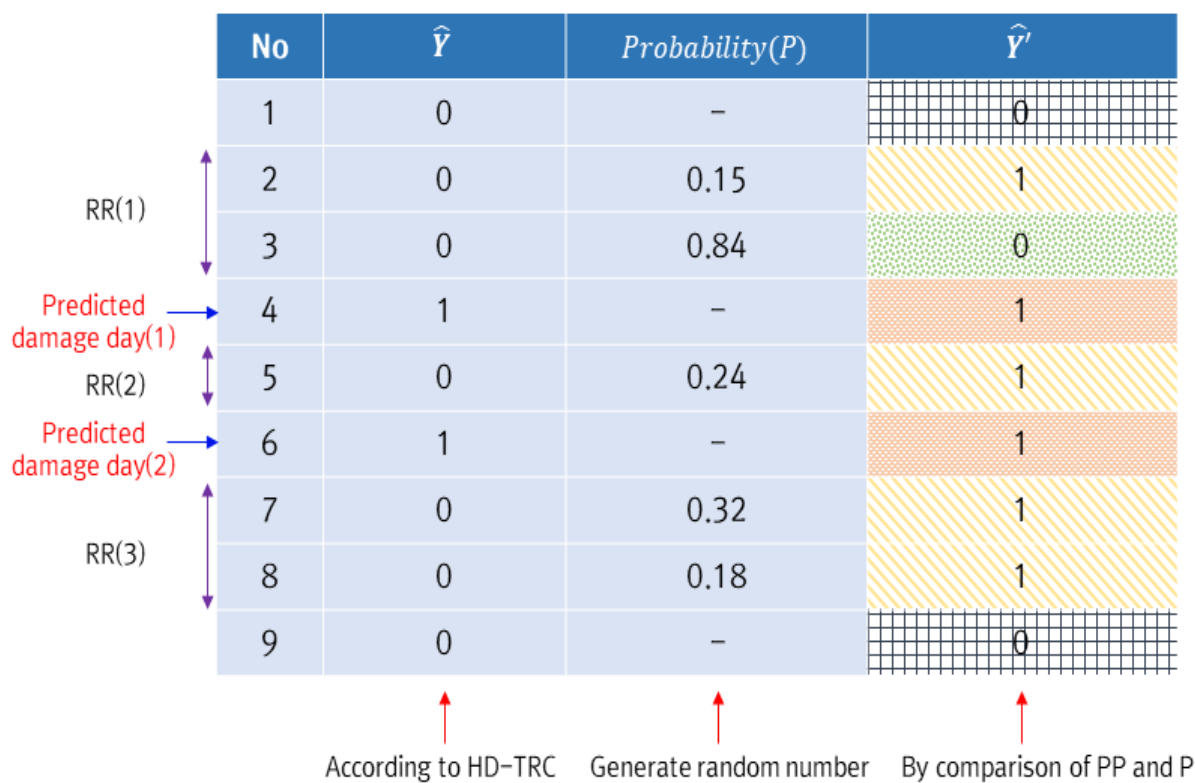 No Ŷ Probability(P) Ŷ′
1 0 – 0
2 0 0.15 1
RR(1)
3 0 0.84 0
Predicted
damage day(1)
4 1 – 1
RR(2)
5 0 0.24 1
Predicted
damage day(2)
6 1 – 1
7 0 0.32 1
RR(3)
8 0 0.18 1
9 0 – 0
According to HD-TRC Generate random number By comparison of PP and P